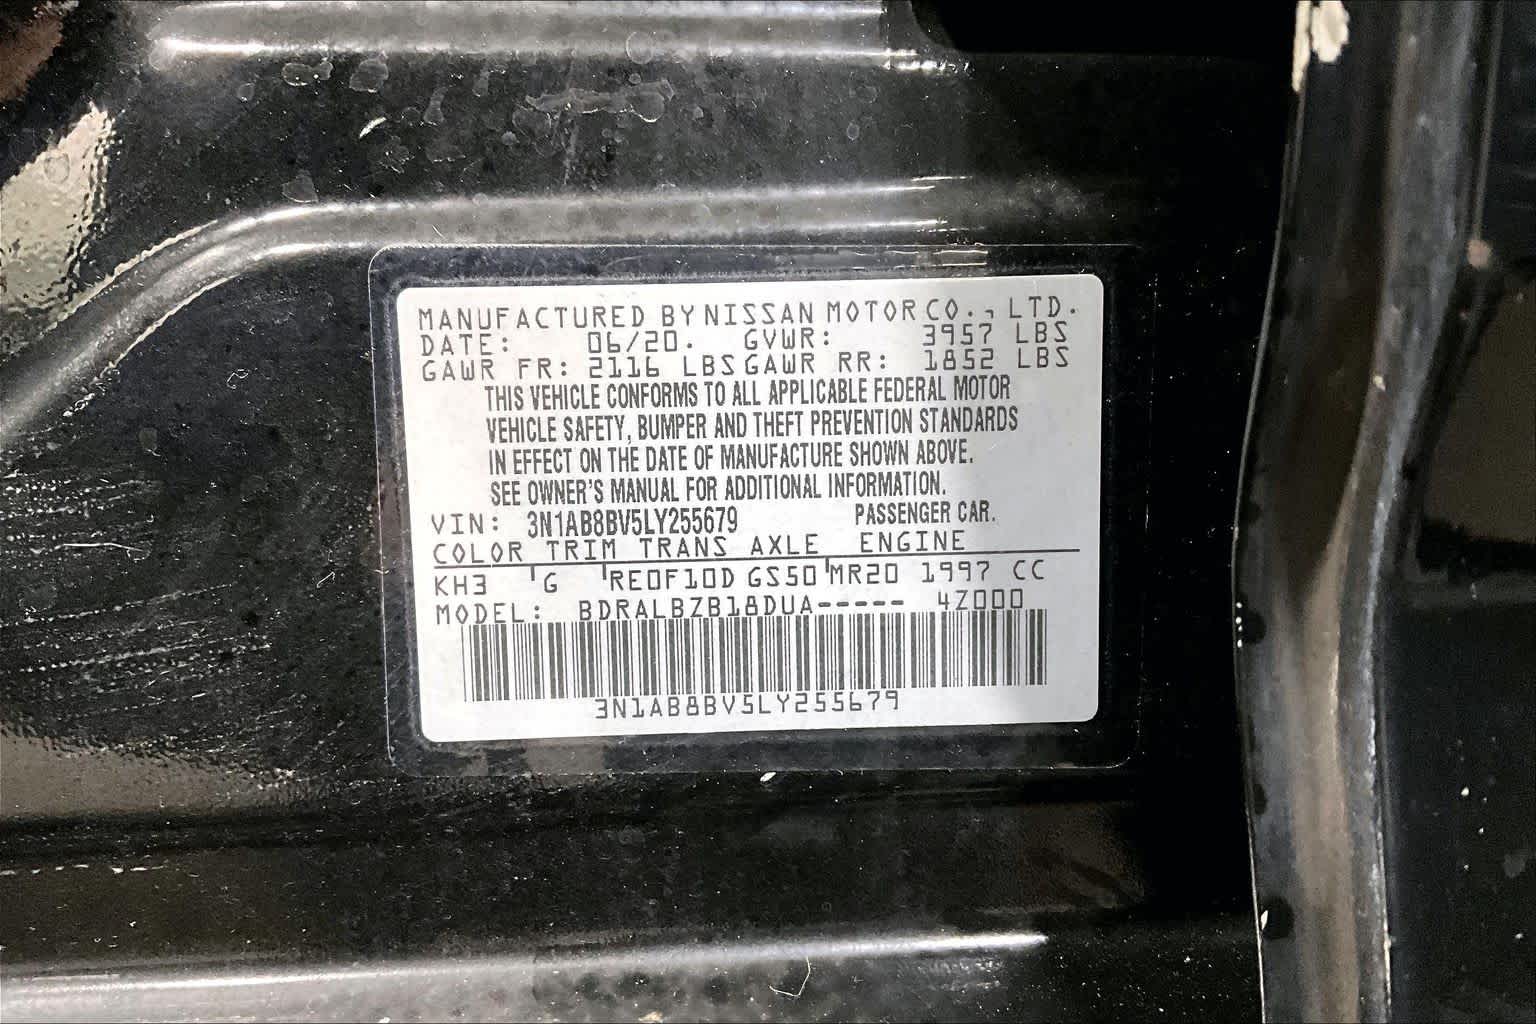 MANUFACTURED BY NISSAN MOTOR CO., LTD.
DATE: 06/20. GVWR: 3957 LBS
GAWR FR: 2116 LBS GAWR RR: 1852 LBS
THIS VEHICLE CONFORMS TO ALL APPLICABLE FEDERAL MOTOR
VEHICLE SAFETY, BUMPER AND THEFT PREVENTION STANDARDS
IN EFFECT ON THE DATE OF MANUFACTURE SHOWN ABOVE.
SEE OWNER'S MANUAL FOR ADDITIONAL INFORMATION.
VIN: 3N1AB8BV5LY255679 PASSENGER CAR.
COLOR TRIM TRANS AXLE ENGINE
KH3 G RE0F10D GS50 MR20 1997 CC
MODEL: BDRALBZB18DUA----- 4Z000
3N1AB8BV5LY255679